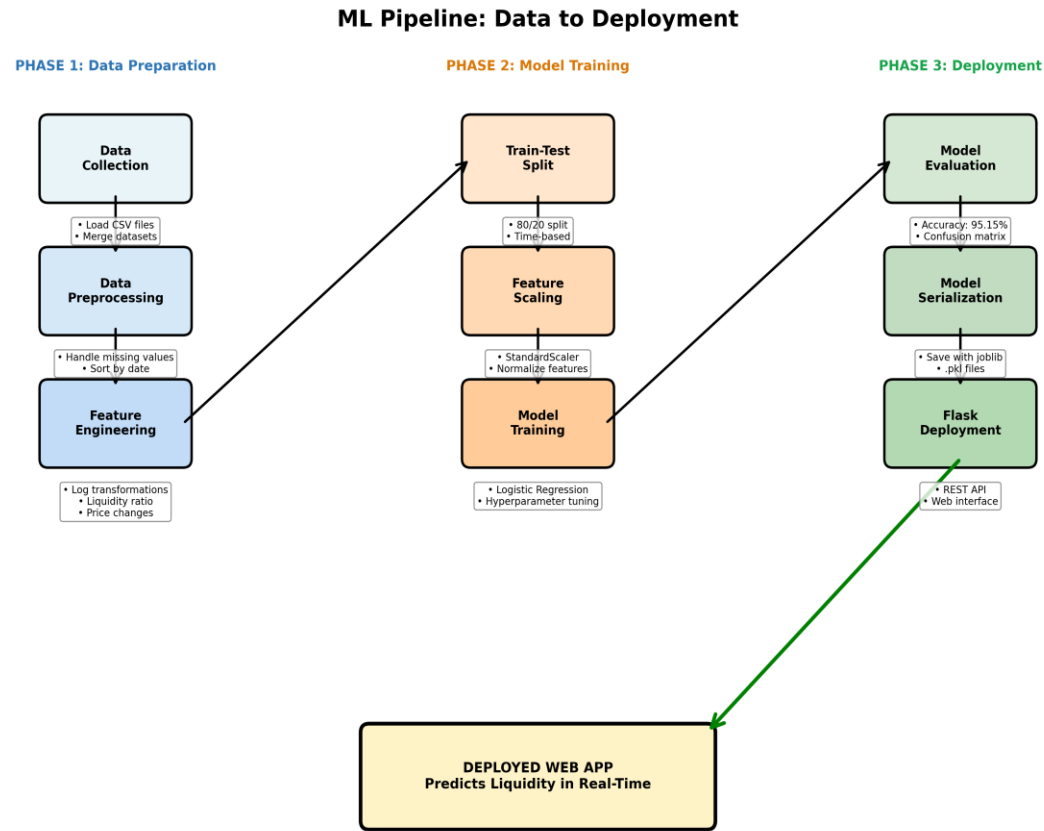 ML Pipeline: Data to Deployment
PHASE 1: Data Preparation
Data
Collection
• Load CSV files
• Merge datasets
Data
Preprocessing
• Handle missing values
• Sort by date
Feature
Engineering
• Log transformations
• Liquidity ratio
• Price changes
PHASE 2: Model Training
Train-Test
Split
• 80/20 split
• Time-based
Feature
Scaling
• StandardScaler
• Normalize features
Model
Training
• Logistic Regression
• Hyperparameter tuning
PHASE 3: Deployment
Model
Evaluation
• Accuracy: 95.15%
• Confusion matrix
Model
Serialization
• Save with joblib
• .pkl files
Flask
Deployment
• REST API
• Web interface
DEPLOYED WEB APP
Predicts Liquidity in Real-Time